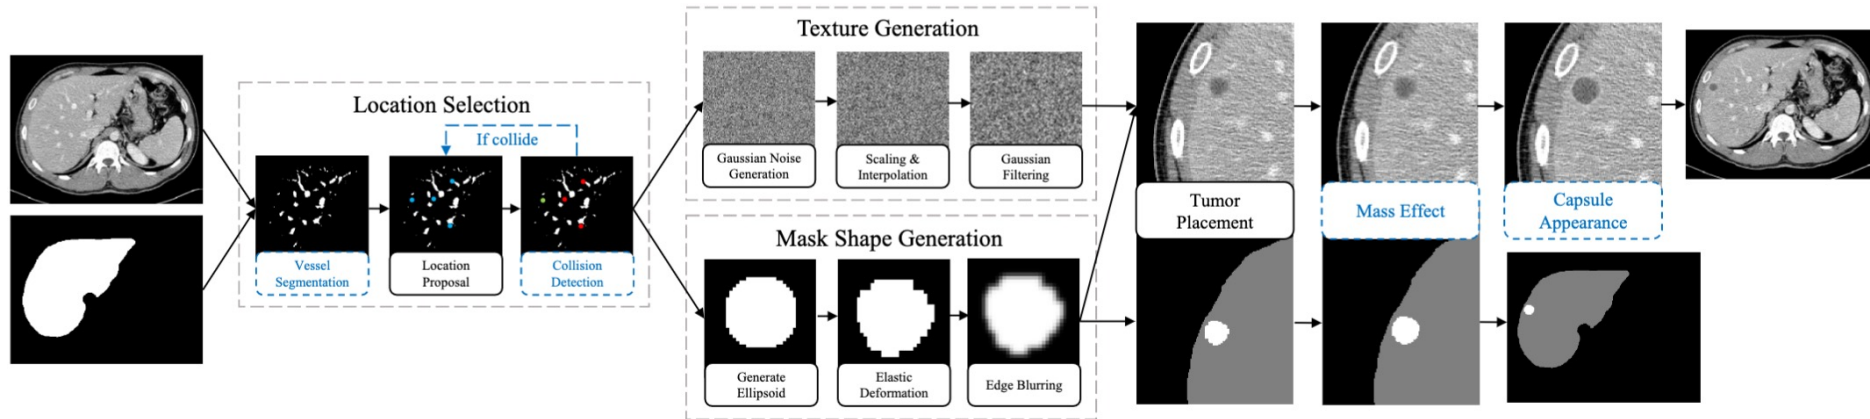 Location Selection
If collide
Vessel
Segmentation
Location
Proposal
Collision
Detection
Texture Generation
Gaussian Noise
Generation
Scaling &
Interpolation
Gaussian
Filtering
Mask Shape Generation
Generate
Ellipsoid
Elastic
Deformation
Edge Blurring
Tumor
Placement
Mass Effect
Capsule
Appearance